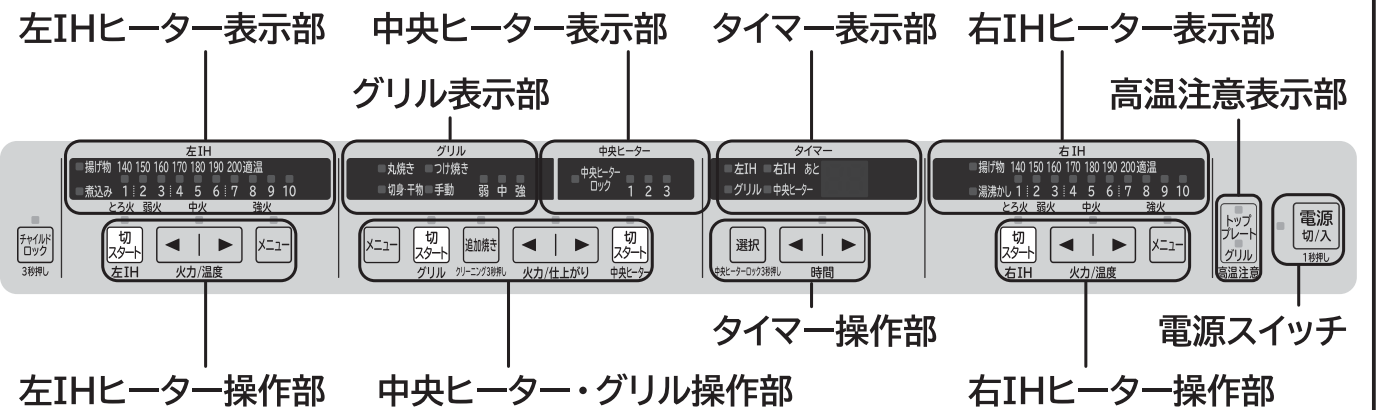 左IHヒーター表示部
中央ヒーター表示部
タイマー表示部
右IHヒーター表示部
グリル表示部
高温注意表示部
左IH
揚げ物 140 150 160 170 180 190 200 適温
煮込み 1 2 3 4 5 6 7 8 9 10
とろ火 弱火 中火 強火
グリル
丸焼き つけ焼き
切身・干物 手動 弱 中 強
中央ヒーター
中央ヒーター
ロック 1 2 3
タイマー
左IH 右IH あと
グリル 中央ヒーター
右IH
揚げ物 140 150 160 170 180 190 200 適温
湯沸かし 1 2 3 4 5 6 7 8 9 10
とろ火 弱火 中火 強火
チャイルド
ロック
3秒押し
切
スタート
左IH
◀ ▶
火力/温度
メニュー
メニュー
切
スタート
グリル
追加焼き
クリーニング3秒押し
◀ ▶
火力/仕上がり
切
スタート
中央ヒーター
選択
中央ヒーターロック3秒押し
◀ ▶
時間
切
スタート
右IH
◀ ▶
火力/温度
メニュー
トップ
プレート
グリル
高温注意
電源
切/入
1秒押し
タイマー操作部
電源スイッチ
左IHヒーター操作部
中央ヒーター・グリル操作部
右IHヒーター操作部